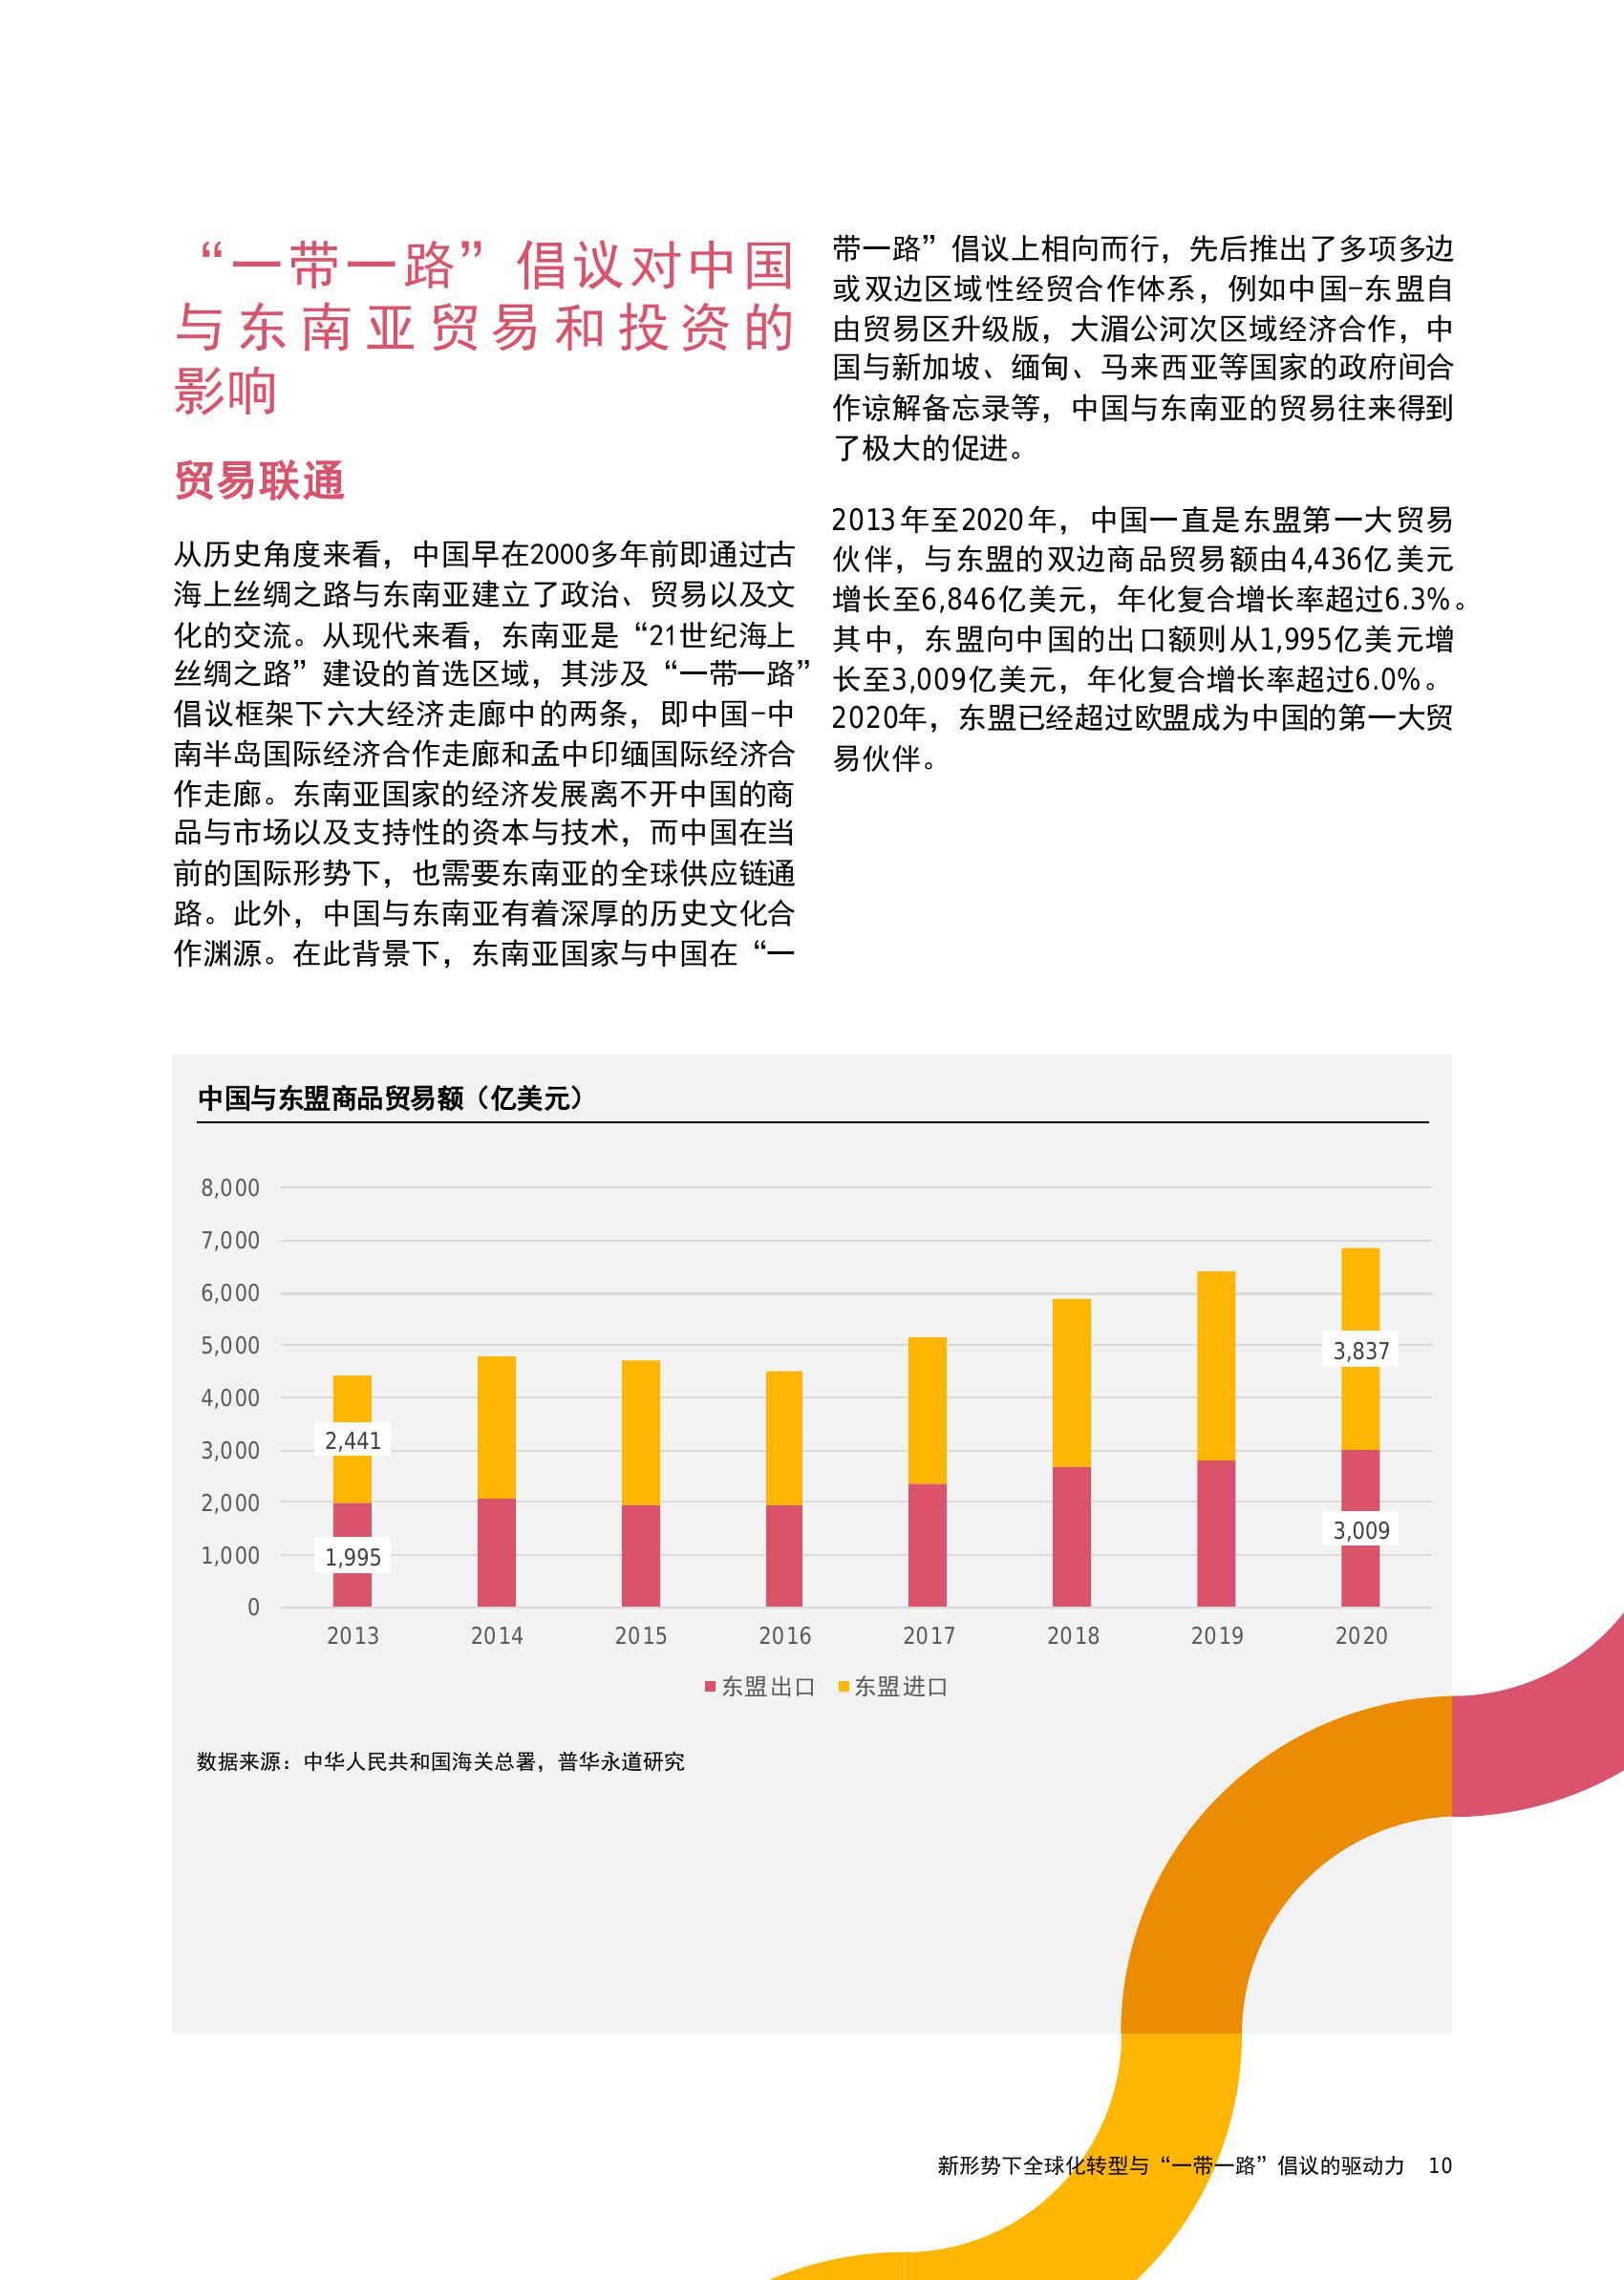 “一带一路”倡议对中国
与东南亚贸易和投资的
影响
贸易联通
从历史角度来看，中国早在2000多年前即通过古
海上丝绸之路与东南亚建立了政治、贸易以及文
化的交流。从现代来看，东南亚是“21世纪海上
丝绸之路”建设的首选区域，其涉及“一带一路”
倡议框架下六大经济走廊中的两条，即中国-中
南半岛国际经济合作走廊和孟中印缅国际经济合
作走廊。东南亚国家的经济发展离不开中国的商
品与市场以及支持性的资本与技术，而中国在当
前的国际形势下，也需要东南亚的全球供应链通
路。此外，中国与东南亚有着深厚的历史文化合
作渊源。在此背景下，东南亚国家与中国在“一
带一路”倡议上相向而行，先后推出了多项多边
或双边区域性经贸合作体系，例如中国-东盟自
由贸易区升级版，大湄公河次区域经济合作，中
国与新加坡、缅甸、马来西亚等国家的政府间合
作谅解备忘录等，中国与东南亚的贸易往来得到
了极大的促进。
2013年至2020年，中国一直是东盟第一大贸易
伙伴，与东盟的双边商品贸易额由4,436亿美元
增长至6,846亿美元，年化复合增长率超过6.3%。
其中，东盟向中国的出口额则从1,995亿美元增
长至3,009亿美元，年化复合增长率超过6.0%。
2020年，东盟已经超过欧盟成为中国的第一大贸
易伙伴。
中国与东盟商品贸易额（亿美元）
8,000
7,000
6,000
5,000
4,000
3,000
2,000
1,000
0
2,441
1,995
3,837
3,009
2013 2014 2015 2016 2017 2018 2019 2020
东盟出口 东盟进口
数据来源：中华人民共和国海关总署，普华永道研究
新形势下全球化转型与“一带一路”倡议的驱动力 10